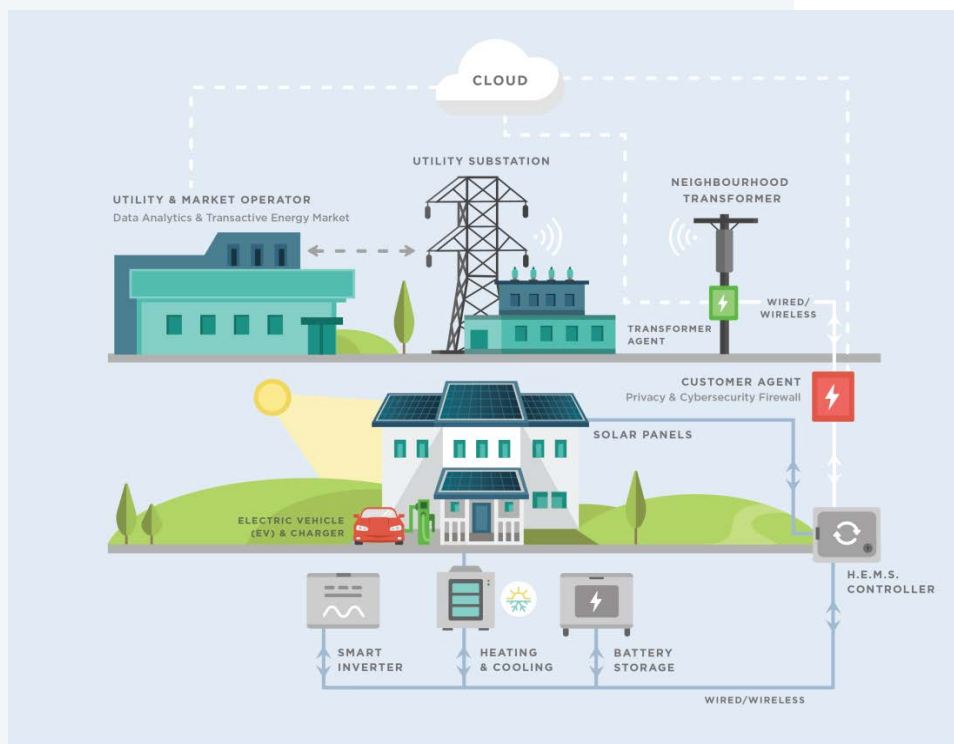 CLOUD
UTILITY SUBSTATION
UTILITY & MARKET OPERATOR
Data Analytics & Transactive Energy Market
NEIGHBOURHOOD
TRANSFORMER
WIRED/
WIRELESS
TRANSFORMER
AGENT
CUSTOMER AGENT
Privacy & Cybersecurity Firewall
SOLAR PANELS
ELECTRIC VEHICLE
(EV) & CHARGER
H.E.M.S.
CONTROLLER
SMART
INVERTER
HEATING
& COOLING
BATTERY
STORAGE
WIRED/WIRELESS